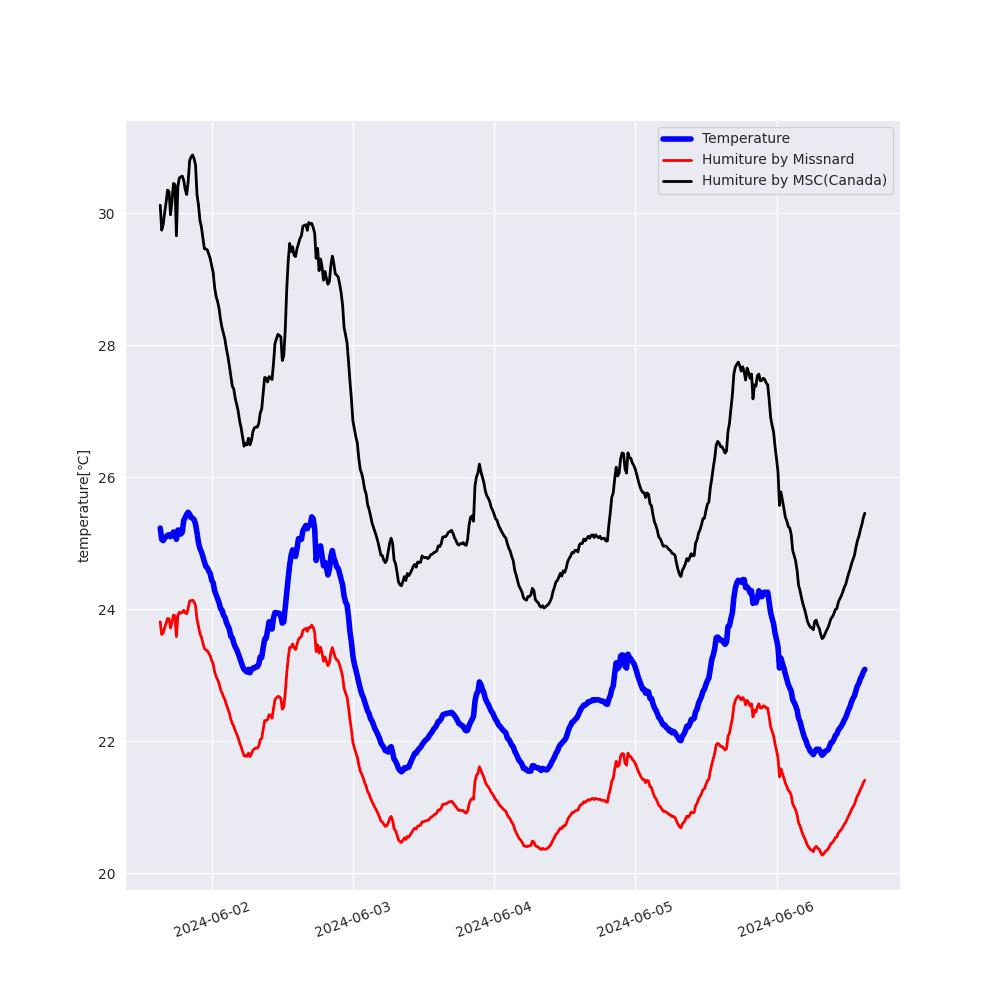 Temperature
Humiture by Missnard
Humiture by MSC(Canada)
30
28
26
24
22
20
temperature[℃]
2024-06-02
2024-06-03
2024-06-04
2024-06-05
2024-06-06